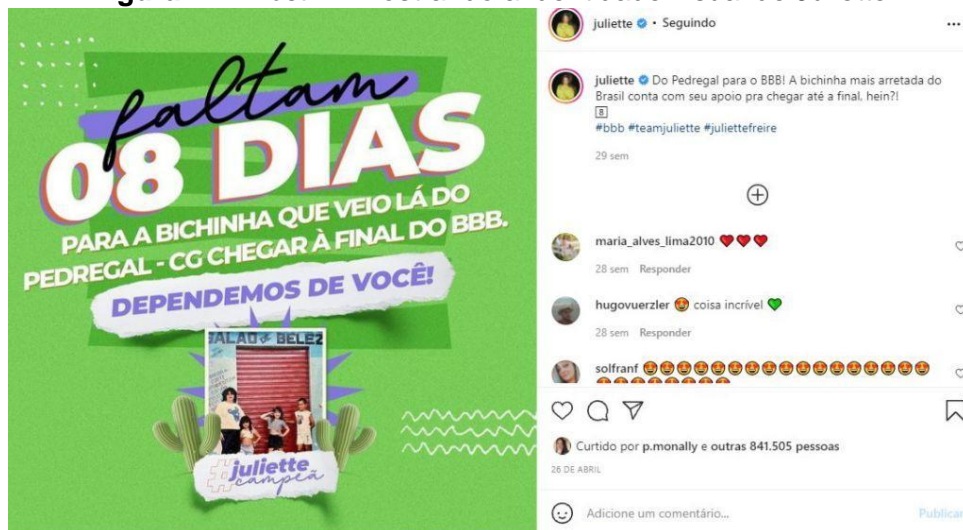 faltam
08 DIAS
PARA A BICHINHA QUE VEIO LÁ DO
PEDREGAL - CG CHEGAR À FINAL DO BBB.
DEPENDEMOS DE VOCÊ!
SALÃO DE BELEZ
#juliette
campeã
juliette • Seguindo
juliette Do Pedregal para o BBB! A bichinha mais arretada do
Brasil conta com seu apoio pra chegar até a final, hein?!
8
#bbb #teamjuliette #juliettefreire
29 sem
maria_alves_lima2010 ❤️❤️❤️
28 sem Responder
hugovuerzler 🤩 coisa incrível 💚
28 sem Responder
solfranf 🤩🤩🤩🤩🤩🤩🤩🤩🤩🤩🤩🤩🤩🤩🤩🤩🤩
Curtido por p.monally e outras 841.505 pessoas
26 DE ABRIL
Adicione um comentário...
Publicar